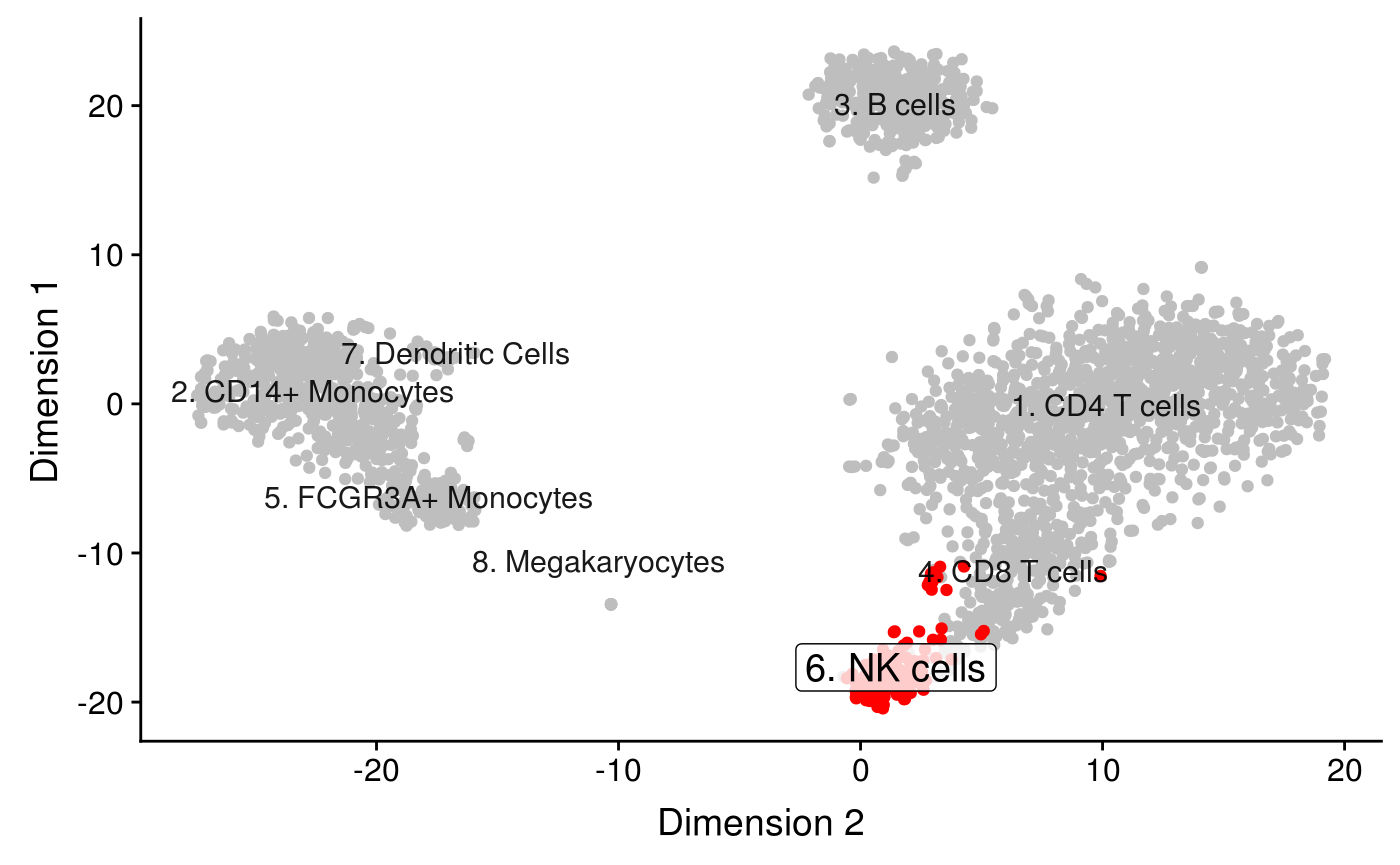 3. B cells
7. Dendritic Cells
2. CD14+ Monocytes
1. CD4 T cells
5. FCGR3A+ Monocytes
8. Megakaryocytes
4. CD8 T cells
6. NK cells
20
10
0
-10
-20
Dimension 1
-20
-10
0
10
20
Dimension 2